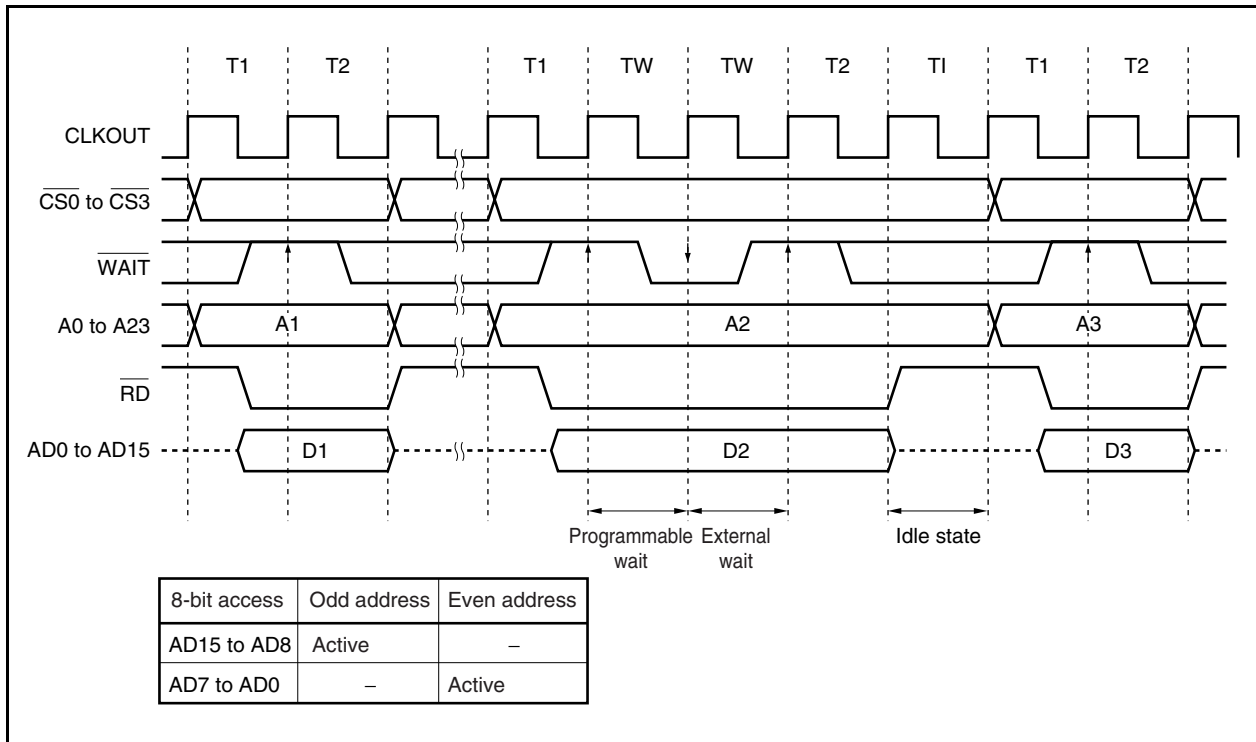 T1 T2 T1 TW TW T2 TI T1 T2
CLKOUT
CS0 to CS3
WAIT
A0 to A23 A1 A2 A3
RD
AD0 to AD15 D1 D2 D3
Programmable wait External wait Idle state
8-bit access Odd address Even address
AD15 to AD8 Active –
AD7 to AD0 – Active